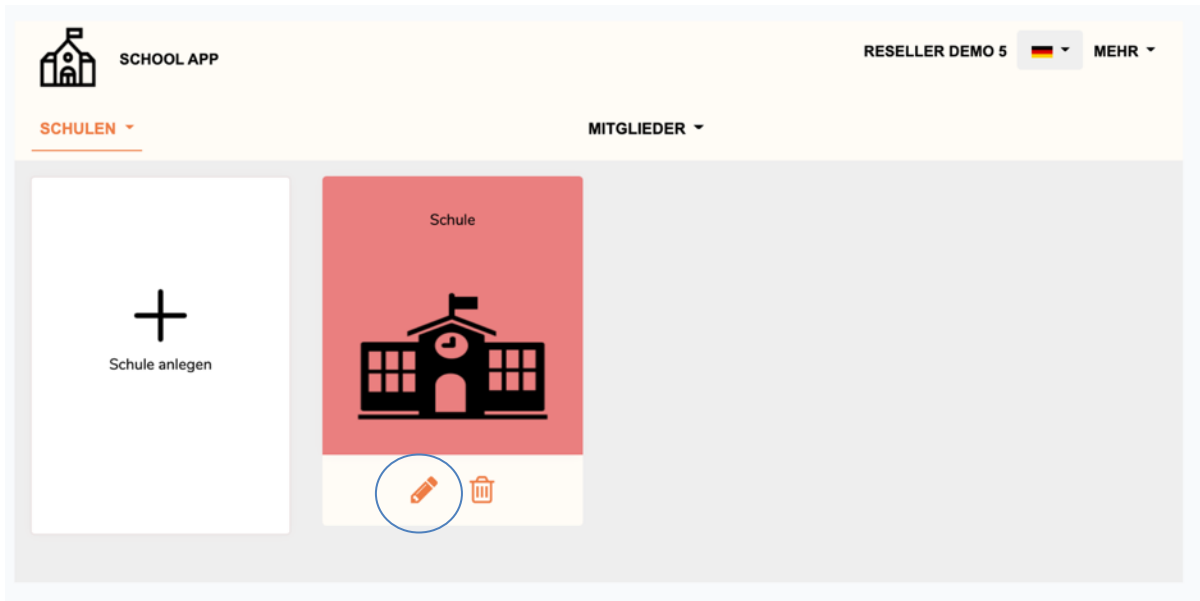 SCHOOL APP
RESELLER DEMO 5
MEHR
SCHULEN
MITGLIEDER
Schule anlegen
Schule